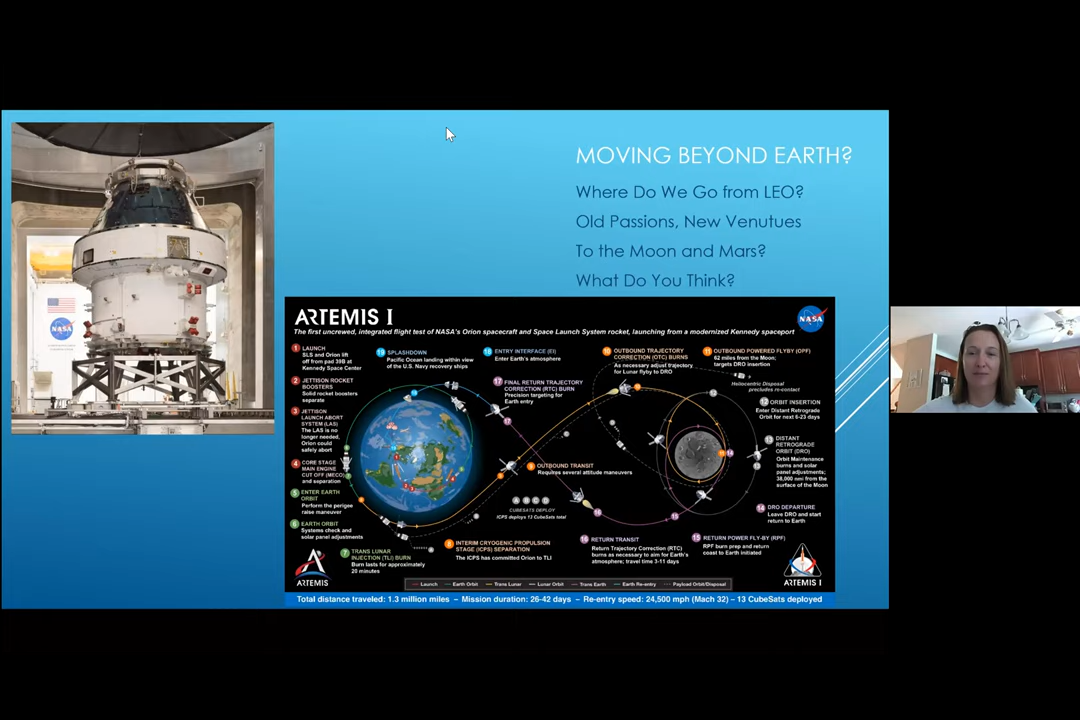 MOVING BEYOND EARTH?
Where Do We Go from LEO?
Old Passions, New Venutues
To the Moon and Mars?
What Do You Think?
NASA
ARTEMIS I
The first uncrewed, integrated flight test of NASA's Orion spacecraft and Space Launch System rocket, launching from a modernized Kennedy spaceport
NASA
1 LAUNCH
SLS and Orion lift
off from pad 39B at
Kennedy Space Center
2 JETTISON ROCKET
BOOSTERS
Solid rocket boosters
separate
3 JETTISON
LAUNCH ABORT
SYSTEM (LAS)
The LAS is no
longer needed,
Orion could
safely abort
4 CORE STAGE
MAIN ENGINE
CUT OFF (MECO)
and separation
5 ENTER EARTH
ORBIT
Perform the perigee
raise maneuver
6 EARTH ORBIT
Systems check and
solar panel adjustments
7 TRANS LUNAR
INJECTION (TLI) BURN
Burn lasts for approximately
20 minutes
8 INTERIM CRYOGENIC PROPULSION
STAGE (ICPS) SEPARATION
The ICPS has committed Orion to TLI
9 OUTBOUND TRANSIT
Requires several attitude maneuvers
A B C D
CUBESATS DEPLOY
ICPS deploys 13 CubeSats total
10 OUTBOUND TRAJECTORY
CORRECTION (OTC) BURNS
As necessary adjust trajectory
for Lunar flyby to DRO
11 OUTBOUND POWERED FLYBY (OPF)
62 miles from the Moon;
targets DRO insertion
Heliocentric Disposal
precludes re-contact
12 ORBIT INSERTION
Enter Distant Retrograde
Orbit for next 6-23 days
13 DISTANT
RETROGRADE
ORBIT (DRO)
Orbit Maintenance
burns and solar
panel adjustments;
38,000 nmi from the
surface of the Moon
14 DRO DEPARTURE
Leave DRO and start
return to Earth
15 RETURN POWER FLY-BY (RPF)
RPF burn prep and return
coast to Earth initiated
16 RETURN TRANSIT
Return Trajectory Correction (RTC)
burns as necessary to aim for Earth's
atmosphere; travel time 3-11 days
17 FINAL RETURN TRAJECTORY
CORRECTION (RTC) BURN
Precision targeting for
Earth entry
18 ENTRY INTERFACE (EI)
Enter Earth's atmosphere
19 SPLASHDOWN
Pacific Ocean landing within view
of the U.S. Navy recovery ships
ARTEMIS
ARTEMIS I
Launch Earth Orbit Trans Lunar Lunar Orbit Trans Earth Earth Re-entry Payload Orbit/Disposal
Total distance traveled: 1.3 million miles – Mission duration: 26-42 days – Re-entry speed: 24,500 mph (Mach 32) – 13 CubeSats deployed